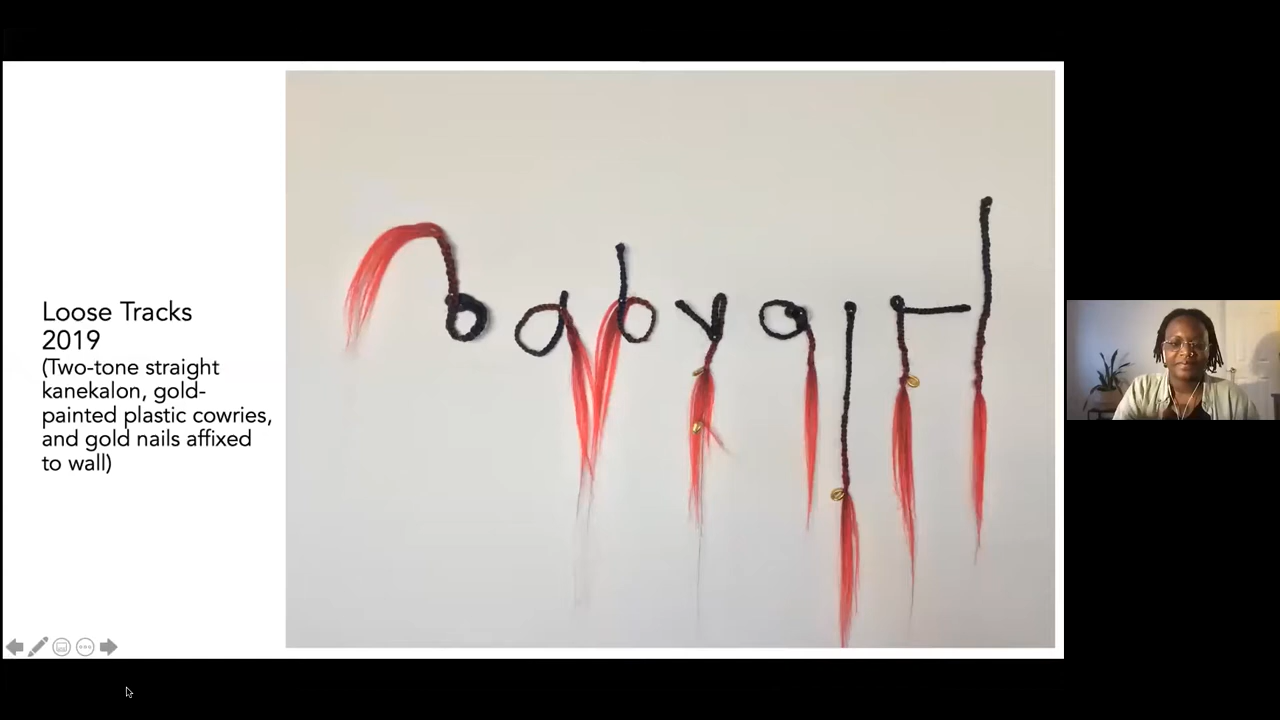 Loose Tracks
2019
(Two-tone straight
kanekalon, gold-
painted plastic cowries,
and gold nails affixed
to wall)
babygirl